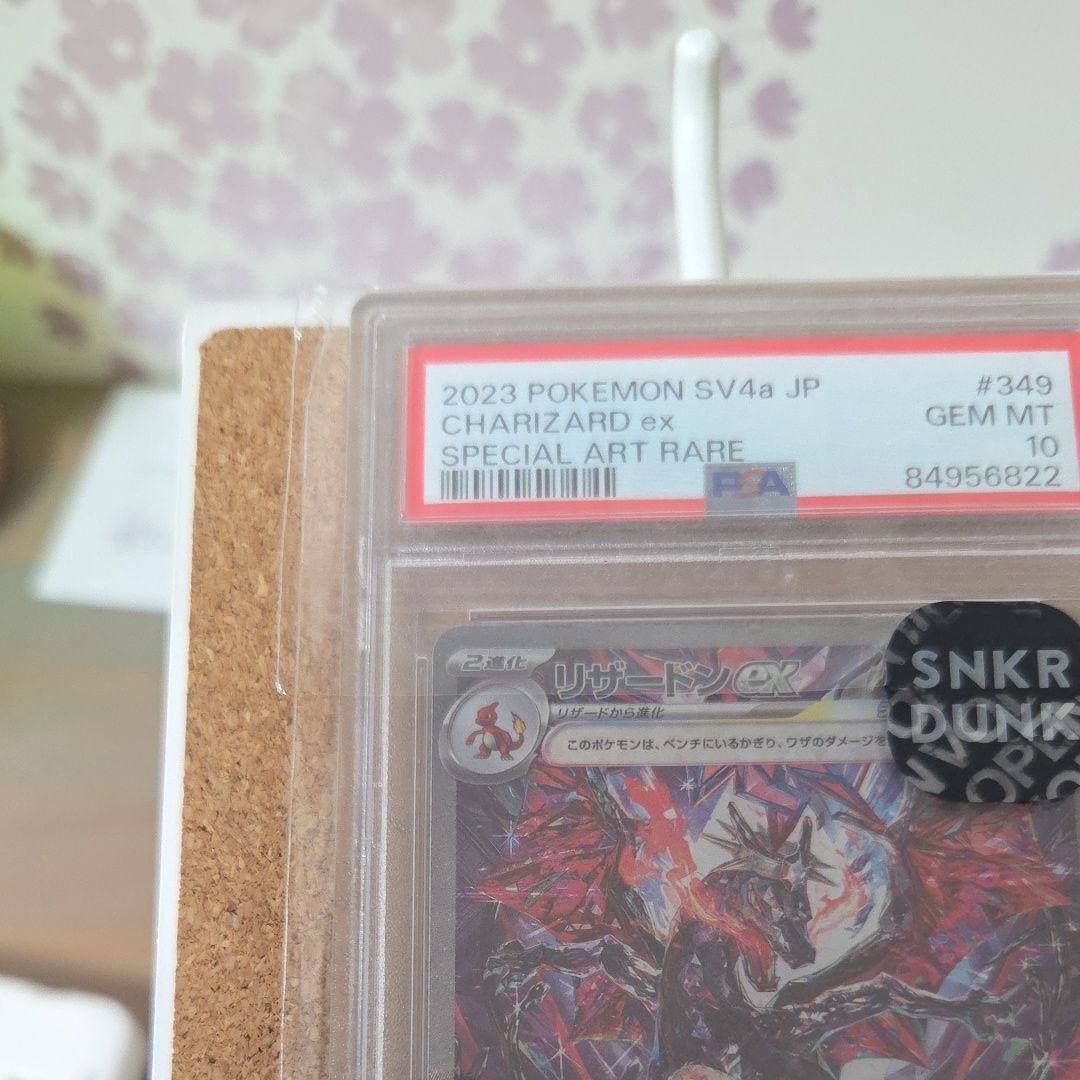 2023 POKEMON SV4a JP #349
CHARIZARD ex GEM MT
SPECIAL ART RARE 10
PSA 84956822
2進化 リザードンex
リザードから進化
このポケモンは、ベンチにいるかぎり、ワザのダメージを
SNKR
DUNK